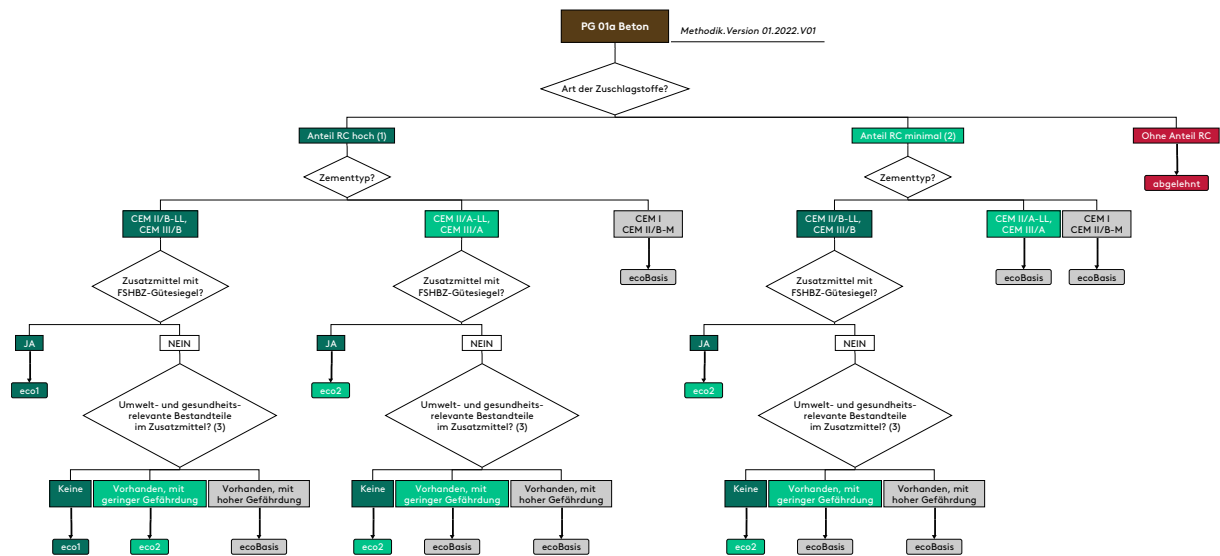 PG 01a Beton
Methodik.Version 01.2022.V01
Art der Zuschlagstoffe?
Anteil RC hoch (1)
Anteil RC minimal (2)
Ohne Anteil RC
Zementtyp?
Zementtyp?
abgelehnt
CEM II/B-LL,
CEM III/B
CEM II/A-LL,
CEM III/A
CEM I
CEM II/B-M
CEM II/B-LL,
CEM III/B
CEM II/A-LL,
CEM III/A
CEM I
CEM II/B-M
Zusatzmittel mit
FSHBZ-Gütesiegel?
Zusatzmittel mit
FSHBZ-Gütesiegel?
ecoBasis
Zusatzmittel mit
FSHBZ-Gütesiegel?
ecoBasis
ecoBasis
JA
NEIN
JA
NEIN
JA
NEIN
eco1
eco2
eco2
Umwelt- und gesundheits-
relevante Bestandteile
im Zusatzmittel? (3)
Umwelt- und gesundheits-
relevante Bestandteile
im Zusatzmittel? (3)
Umwelt- und gesundheits-
relevante Bestandteile
im Zusatzmittel? (3)
Keine
Vorhanden, mit
geringer Gefährdung
Vorhanden, mit
hoher Gefährdung
Keine
Vorhanden, mit
geringer Gefährdung
Vorhanden, mit
hoher Gefährdung
Keine
Vorhanden, mit
geringer Gefährdung
Vorhanden, mit
hoher Gefährdung
eco1
eco2
ecoBasis
eco2
ecoBasis
ecoBasis
eco2
ecoBasis
ecoBasis